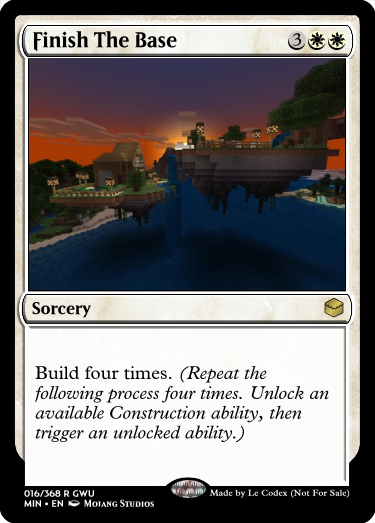 Finish The Base 3
Sorcery
Build four times. (Repeat the
following process four times. Unlock an
available Construction ability, then
trigger an unlocked ability.)
016/368 R GWU
MIN • EN Mojang Studios
Made by Le Codex (Not For Sale)